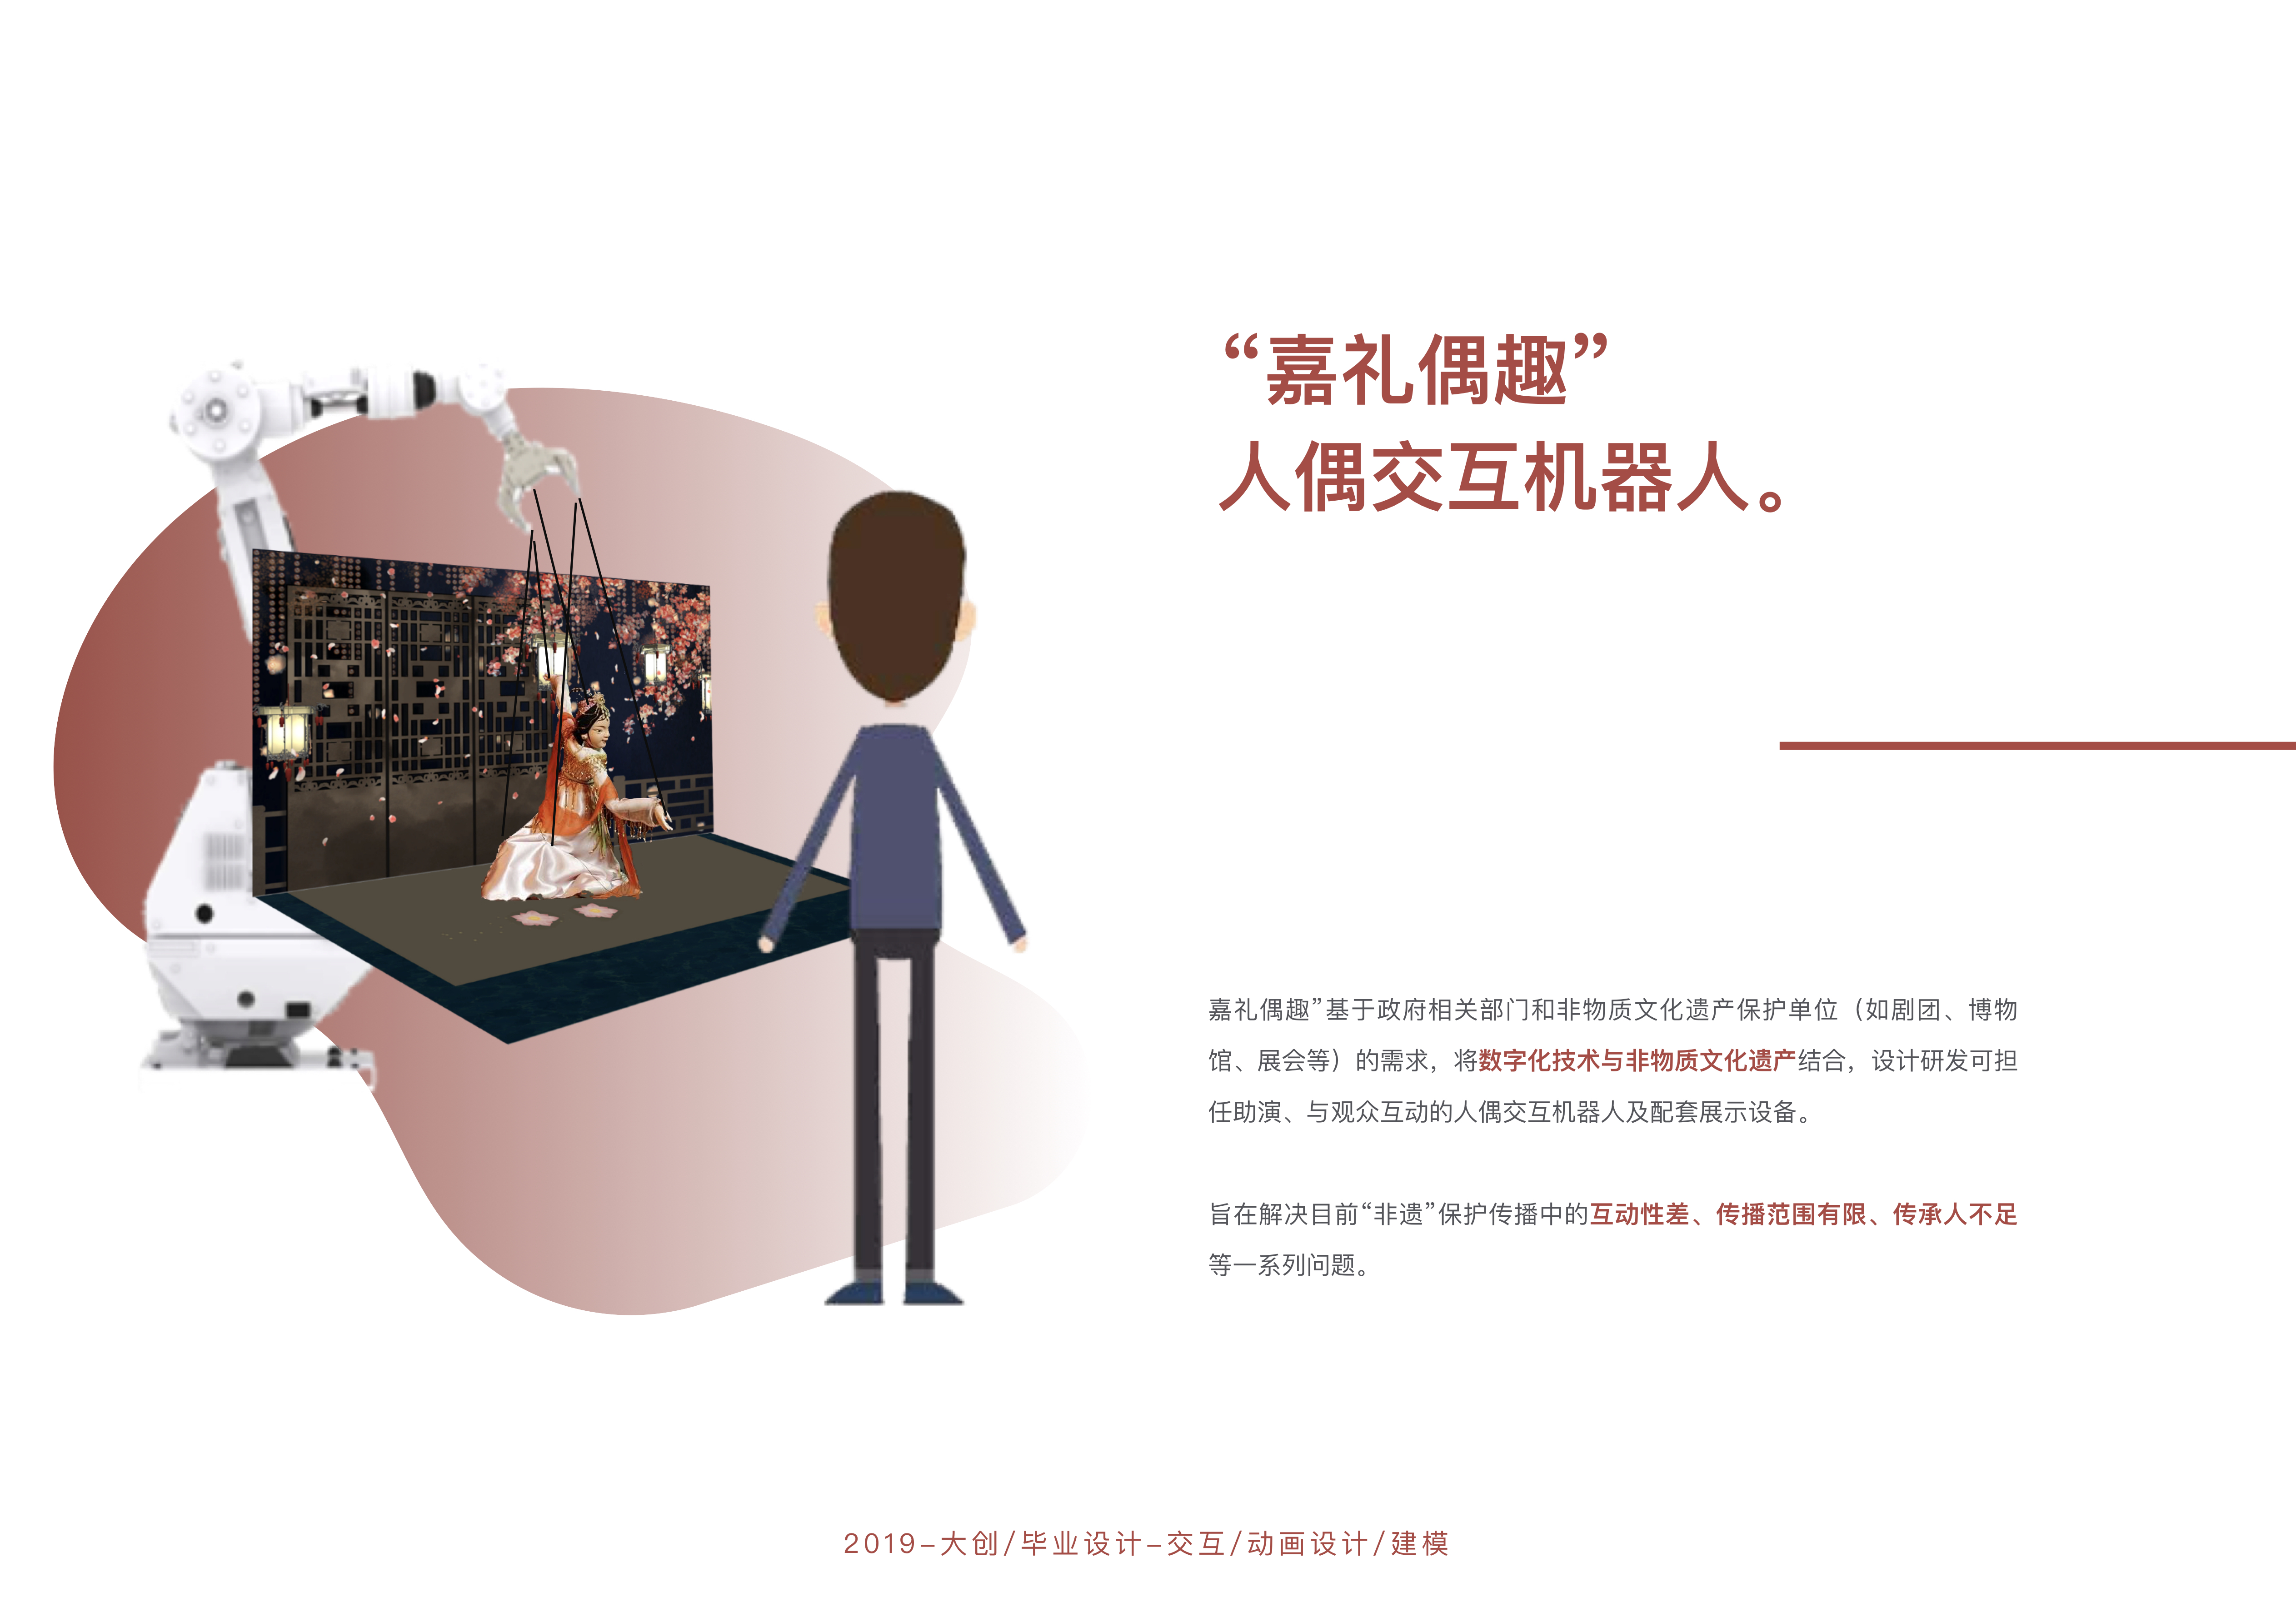 “嘉礼偶趣”
人偶交互机器人。
嘉礼偶趣”基于政府相关部门和非物质文化遗产保护单位（如剧团、博物
馆、展会等）的需求，将数字化技术与非物质文化遗产结合，设计研发可担
任助演、与观众互动的人偶交互机器人及配套展示设备。
旨在解决目前“非遗”保护传播中的互动性差、传播范围有限、传承人不足
等一系列问题。
2019–大创/毕业设计–交互/动画设计/建模